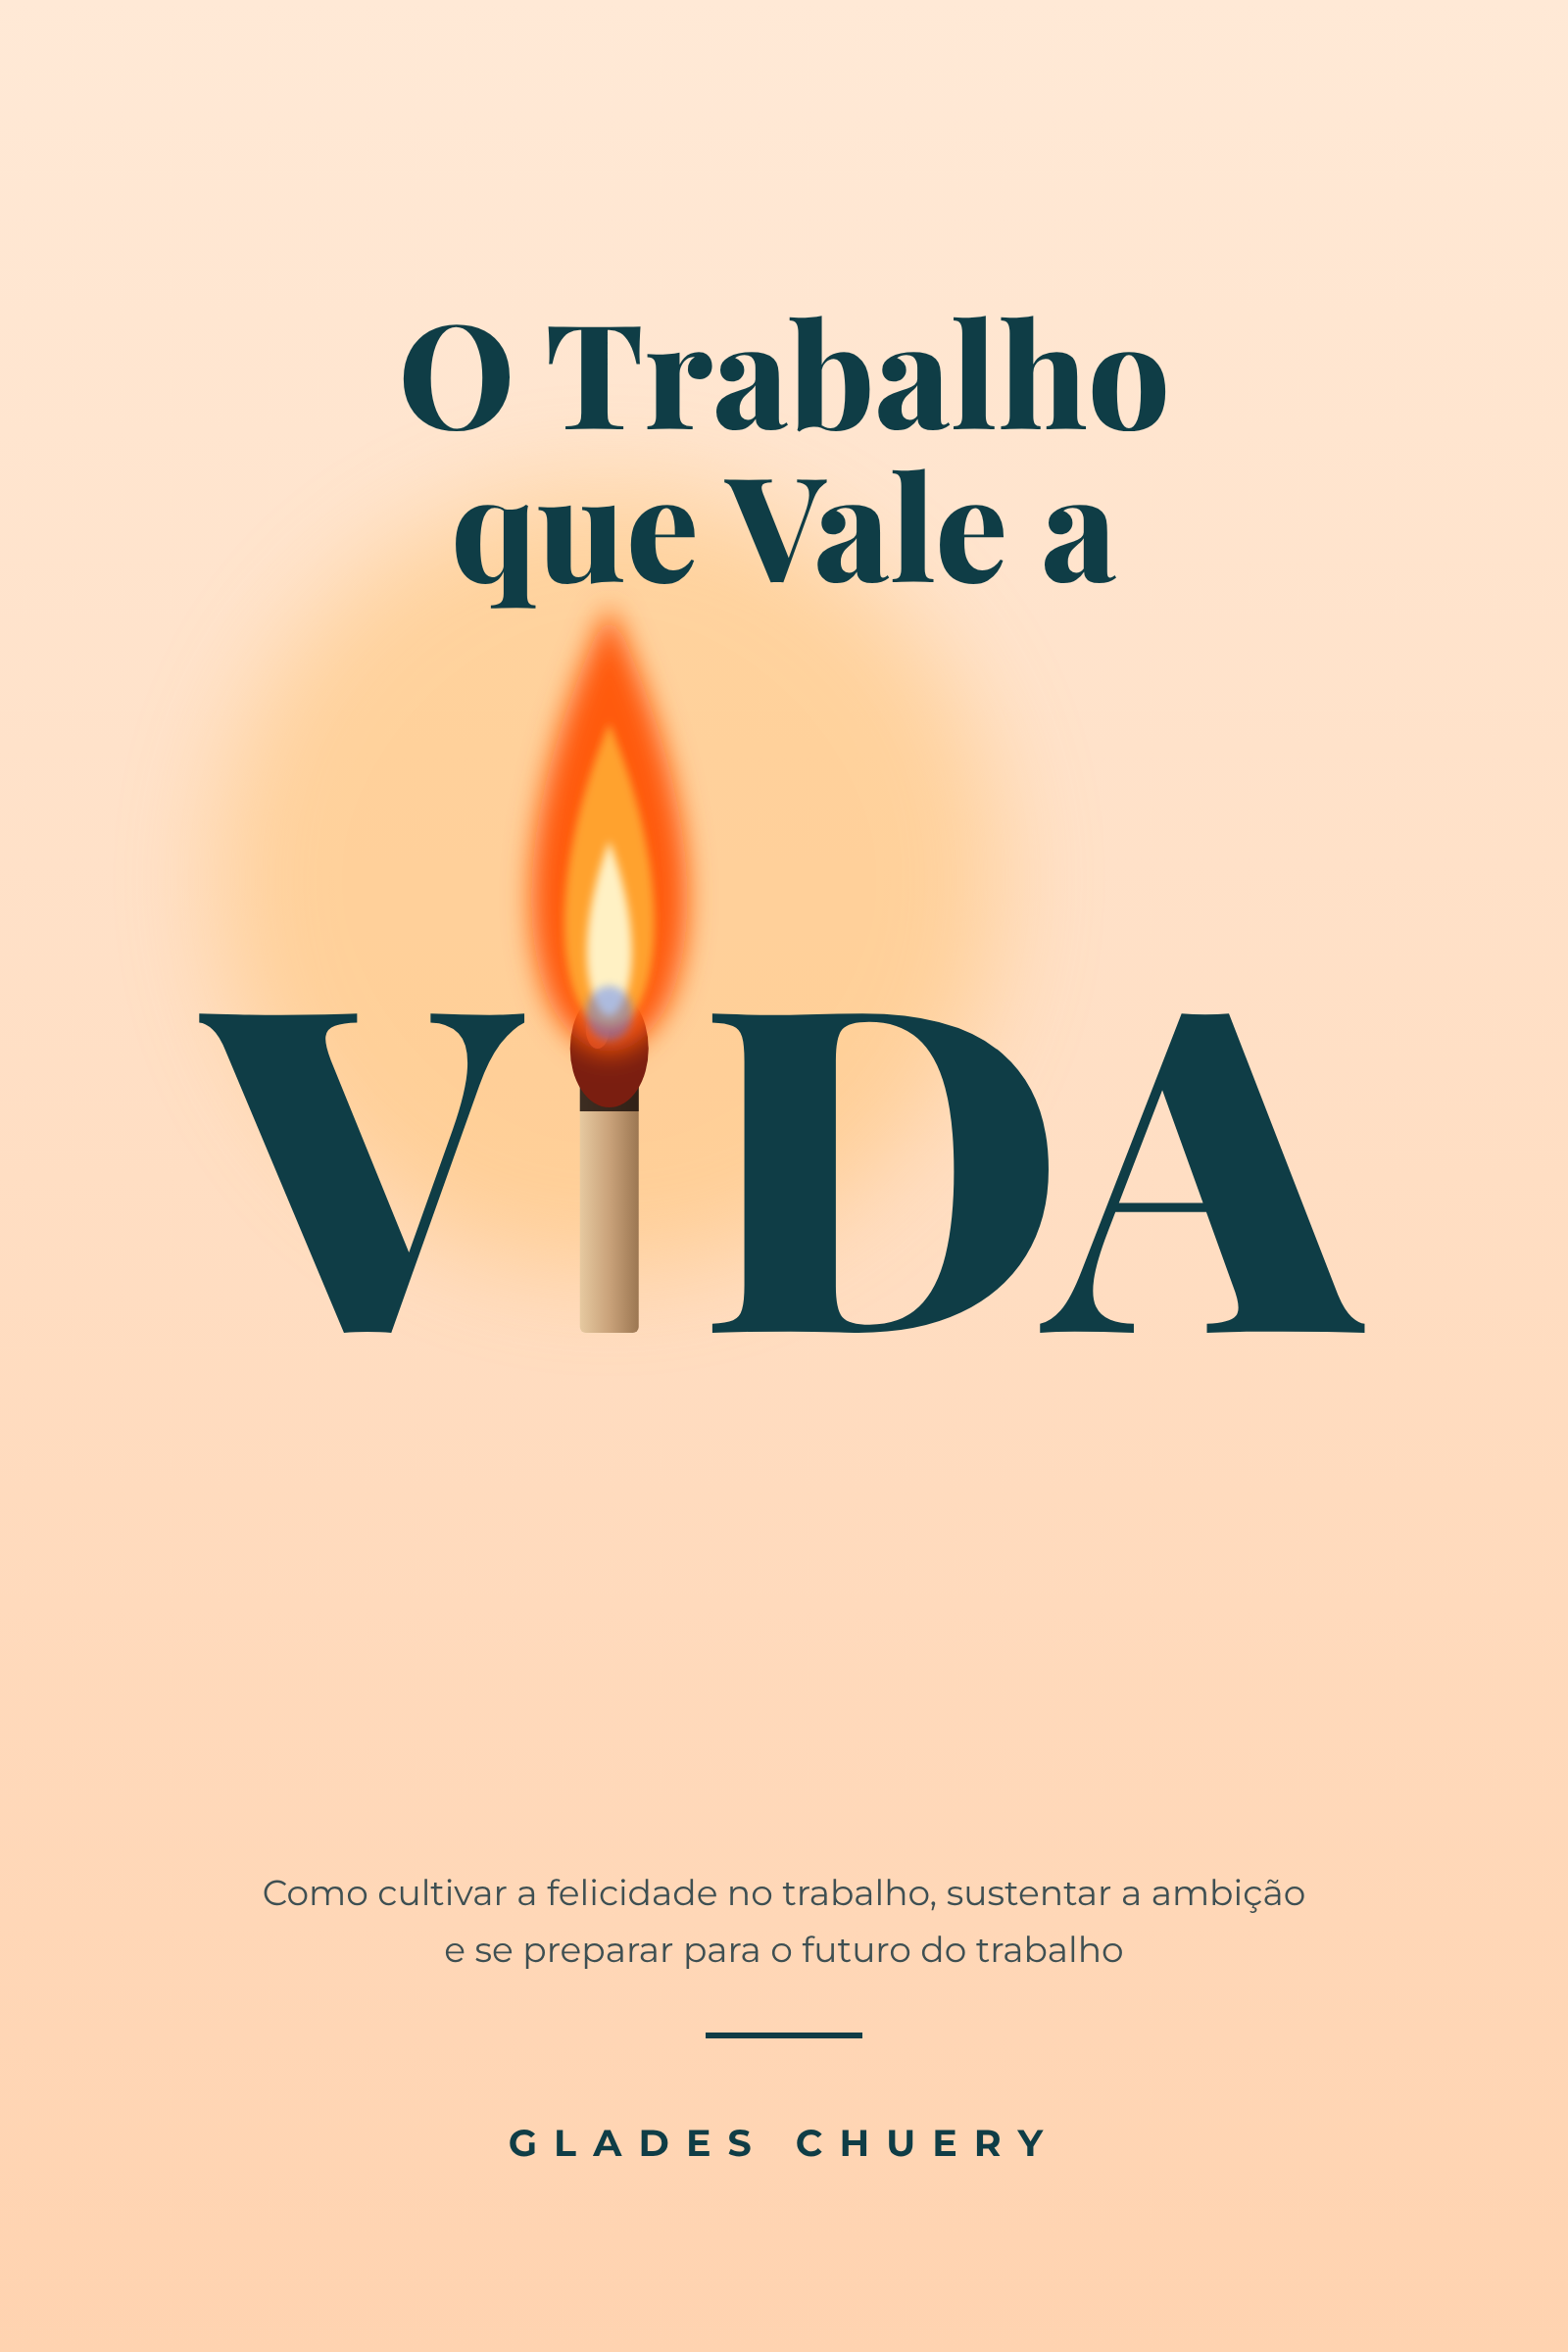 O Trabalho
que Vale a
VIDA
Como cultivar a felicidade no trabalho, sustentar a ambição
e se preparar para o futuro do trabalho
GLADES CHUERY